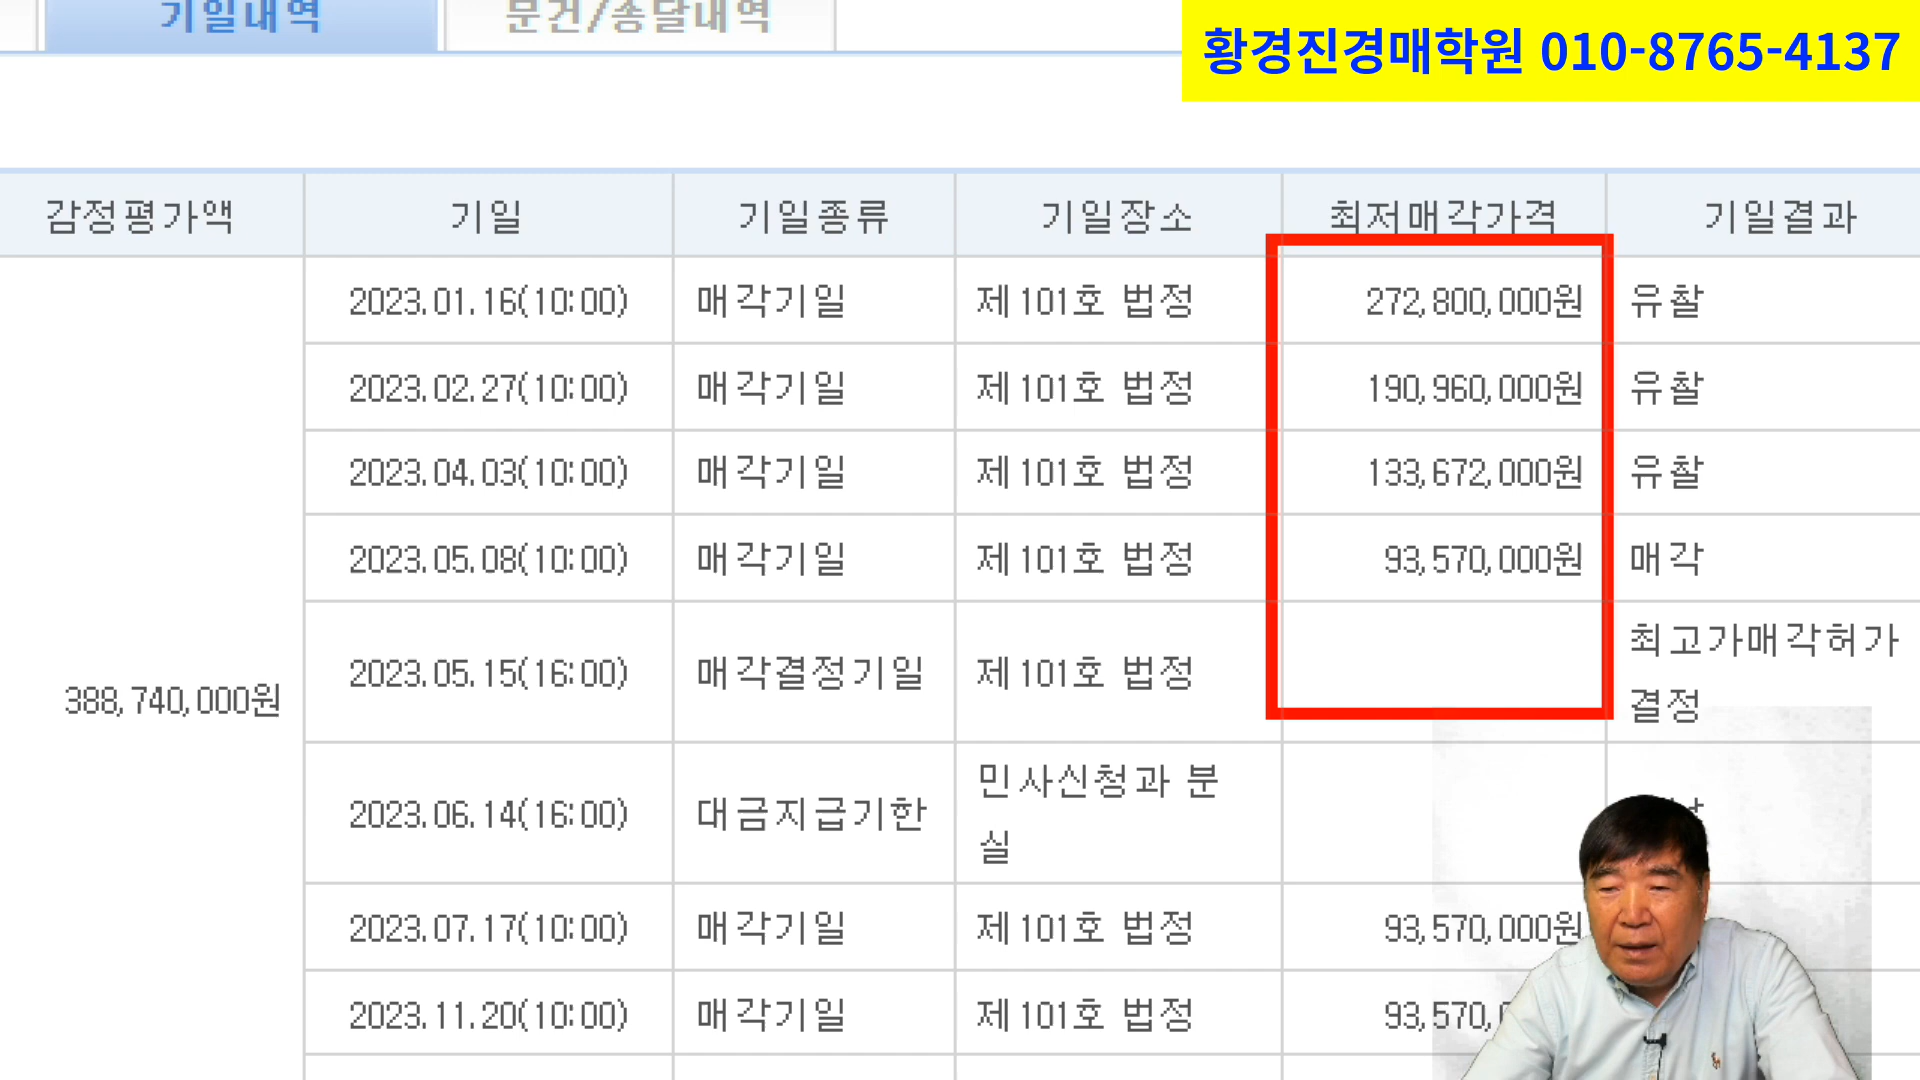 기일내역 문건/송달내역
황경진경매학원 010-8765-4137
감정평가액 기일 기일종류 기일장소 최저매각가격 기일결과
2023.01.16(10:00) 매각기일 제101호 법정 272,800,000원 유찰
2023.02.27(10:00) 매각기일 제101호 법정 190,960,000원 유찰
2023.04.03(10:00) 매각기일 제101호 법정 133,672,000원 유찰
2023.05.08(10:00) 매각기일 제101호 법정 93,570,000원 매각
388,740,000원
2023.05.15(16:00) 매각결정기일 제101호 법정 최고가매각허가
결정
2023.06.14(16:00) 대금지급기한 민사신청과 분
실
2023.07.17(10:00) 매각기일 제101호 법정 93,570,000원
2023.11.20(10:00) 매각기일 제101호 법정 93,570,